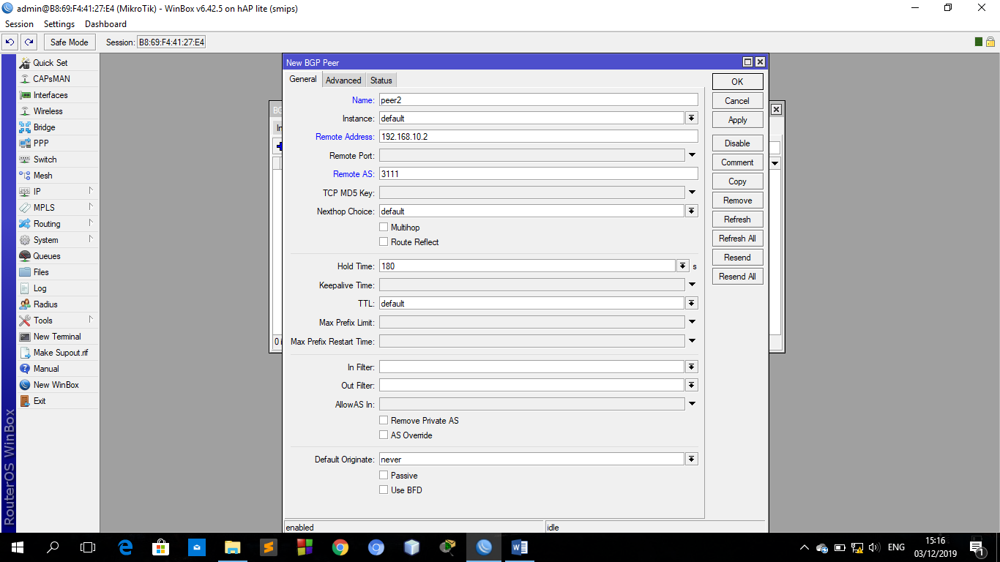 admin@B8:69:F4:41:27:E4 (MikroTik) - WinBox v6.42.5 on hAP lite (smips)
Session Settings Dashboard
Safe Mode Session: B8:69:F4:41:27:E4
RouterOS WinBox
Quick Set
CAPsMAN
Interfaces
Wireless
Bridge
PPP
Switch
Mesh
IP
MPLS
Routing
System
Queues
Files
Log
Radius
Tools
New Terminal
Make Supout.rif
Manual
New WinBox
Exit
New BGP Peer
General Advanced Status
Name: peer2
Instance: default
Remote Address: 192.168.10.2
Remote Port:
Remote AS: 3111
TCP MD5 Key:
Nexthop Choice: default
Multihop
Route Reflect
Hold Time: 180 s
Keepalive Time:
TTL: default
Max Prefix Limit:
Max Prefix Restart Time:
In Filter:
Out Filter:
AllowAS In:
Remove Private AS
AS Override
Default Originate: never
Passive
Use BFD
enabled idle
OK
Cancel
Apply
Disable
Comment
Copy
Remove
Refresh
Refresh All
Resend
Resend All
ENG
15:16
03/12/2019
1